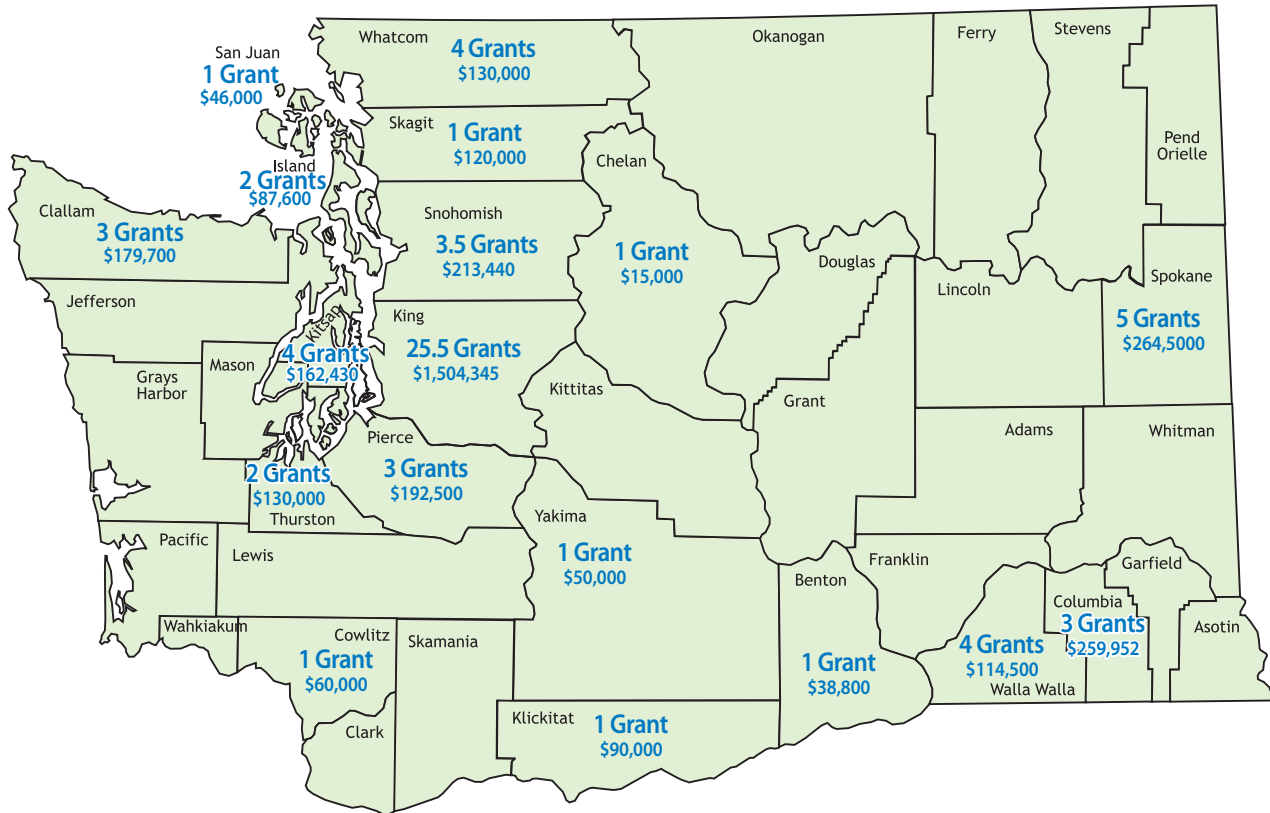 Whatcom
4 Grants
$130,000
Okanogan
Ferry
Stevens
Pend
Orielle
San Juan
1 Grant
$46,000
Skagit
1 Grant
$120,000
Chelan
1 Grant
$15,000
Island
2 Grants
$87,600
Clallam
3 Grants
$179,700
Snohomish
3.5 Grants
$213,440
Douglas
Lincoln
Spokane
5 Grants
$264,5000
Jefferson
Kitsap
4 Grants
$162,430
King
25.5 Grants
$1,504,345
Mason
Grays
Harbor
Kittitas
Grant
Adams
Whitman
Pierce
3 Grants
$192,500
2 Grants
$130,000
Thurston
Yakima
1 Grant
$50,000
Pacific
Lewis
Benton
1 Grant
$38,800
Franklin
Garfield
Columbia
3 Grants
$259,952
Asotin
4 Grants
$114,500
Walla Walla
Wahkiakum
Cowlitz
1 Grant
$60,000
Skamania
Clark
Klickitat
1 Grant
$90,000